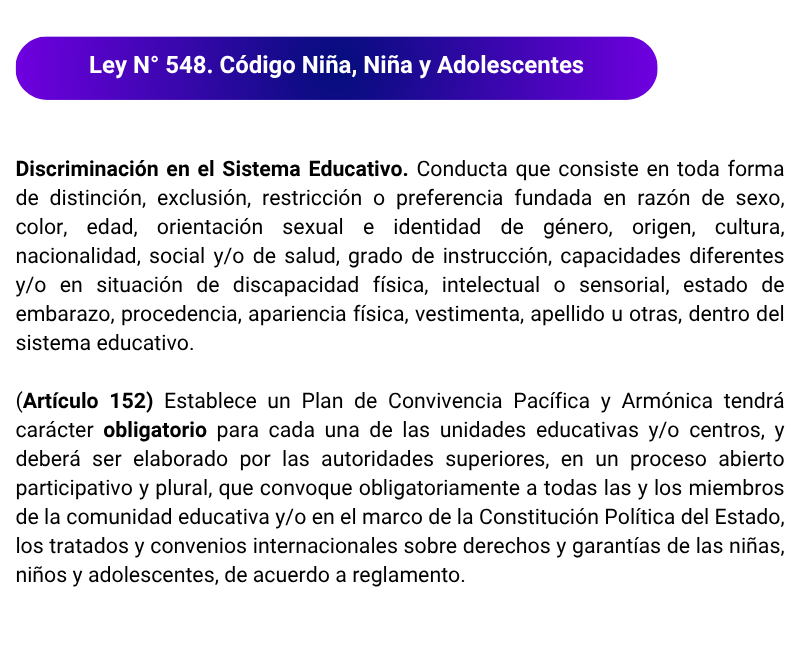 Ley N° 548. Código Niña, Niña y Adolescentes
Discriminación en el Sistema Educativo. Conducta que consiste en toda forma
de distinción, exclusión, restricción o preferencia fundada en razón de sexo,
color, edad, orientación sexual e identidad de género, origen, cultura,
nacionalidad, social y/o de salud, grado de instrucción, capacidades diferentes
y/o en situación de discapacidad física, intelectual o sensorial, estado de
embarazo, procedencia, apariencia física, vestimenta, apellido u otras, dentro del
sistema educativo.
(Artículo 152) Establece un Plan de Convivencia Pacífica y Armónica tendrá
carácter obligatorio para cada una de las unidades educativas y/o centros, y
deberá ser elaborado por las autoridades superiores, en un proceso abierto
participativo y plural, que convoque obligatoriamente a todas las y los miembros
de la comunidad educativa y/o en el marco de la Constitución Política del Estado,
los tratados y convenios internacionales sobre derechos y garantías de las niñas,
niños y adolescentes, de acuerdo a reglamento.